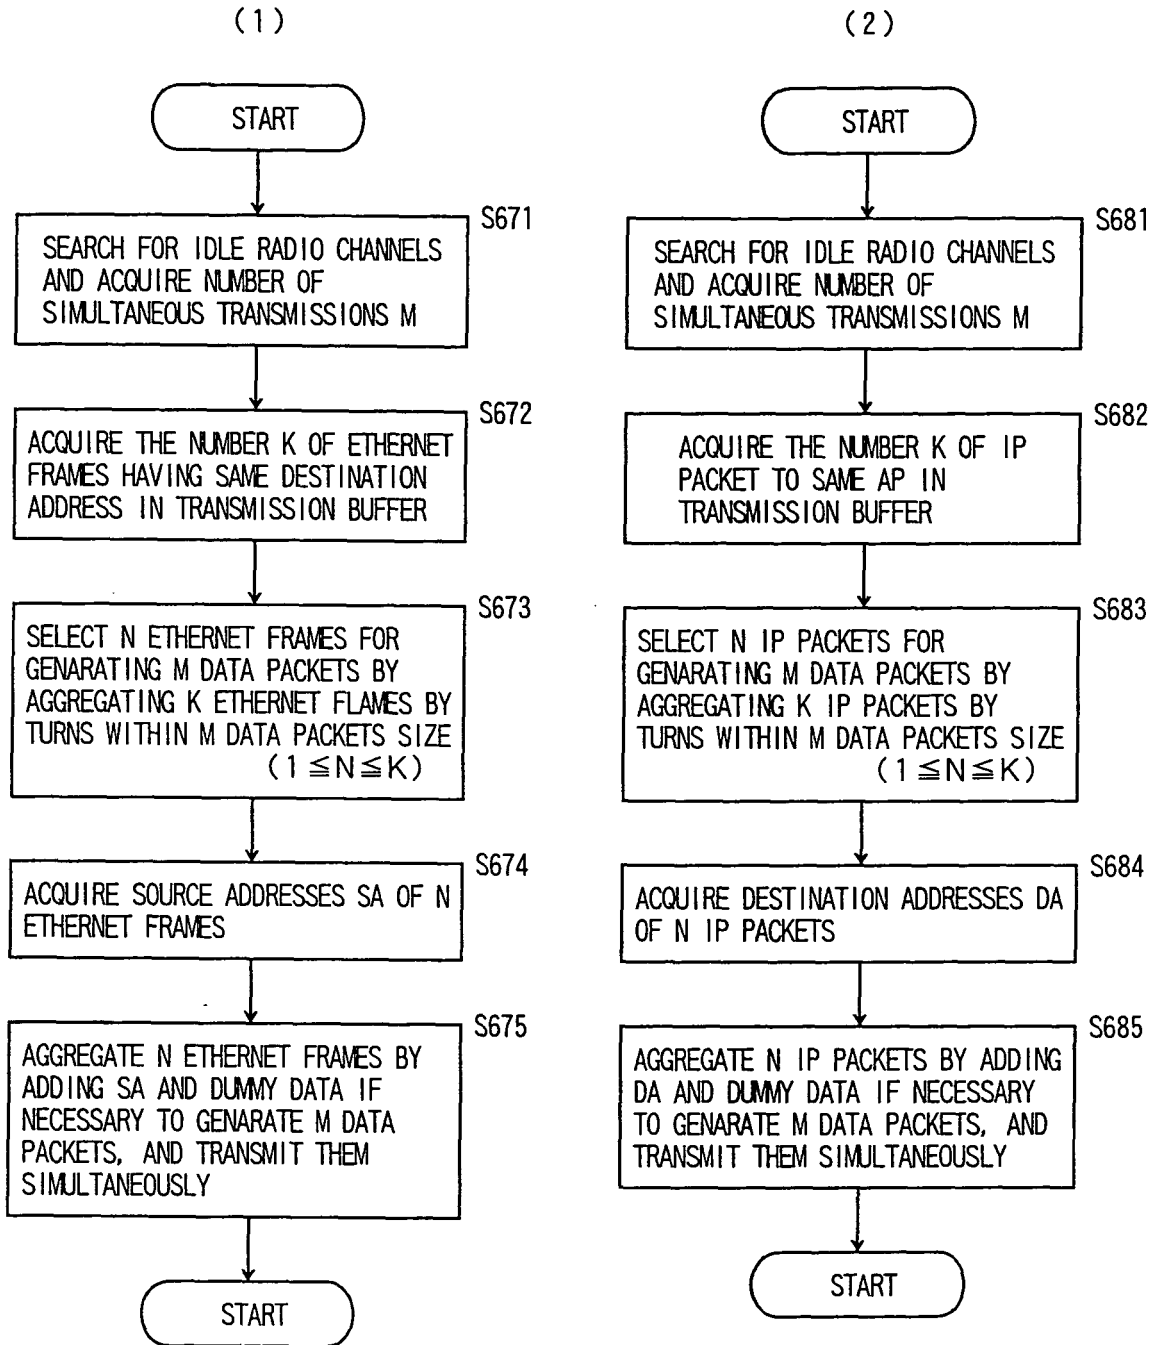 (1)
START
S671
SEARCH FOR IDLE RADIO CHANNELS
AND ACQUIRE NUMBER OF
SIMULTANEOUS TRANSMISSIONS M
S672
ACQUIRE THE NUMBER K OF ETHERNET
FRAMES HAVING SAME DESTINATION
ADDRESS IN TRANSMISSION BUFFER
S673
SELECT N ETHERNET FRAMES FOR
GENARATING M DATA PACKETS BY
AGGREGATING K ETHERNET FLAMES BY
TURNS WITHIN M DATA PACKETS SIZE
(1≦N≦K)
S674
ACQUIRE SOURCE ADDRESSES SA OF N
ETHERNET FRAMES
S675
AGGREGATE N ETHERNET FRAMES BY
ADDING SA AND DUMMY DATA IF
NECESSARY TO GENARATE M DATA
PACKETS, AND TRANSMIT THEM
SIMULTANEOUSLY
START
(2)
START
S681
SEARCH FOR IDLE RADIO CHANNELS
AND ACQUIRE NUMBER OF
SIMULTANEOUS TRANSMISSIONS M
S682
ACQUIRE THE NUMBER K OF IP
PACKET TO SAME AP IN
TRANSMISSION BUFFER
S683
SELECT N IP PACKETS FOR
GENARATING M DATA PACKETS BY
AGGREGATING K IP PACKETS BY
TURNS WITHIN M DATA PACKETS SIZE
(1≦N≦K)
S684
ACQUIRE DESTINATION ADDRESSES DA
OF N IP PACKETS
S685
AGGREGATE N IP PACKETS BY ADDING
DA AND DUMMY DATA IF NECESSARY
TO GENARATE M DATA PACKETS, AND
TRANSMIT THEM SIMULTANEOUSLY
START